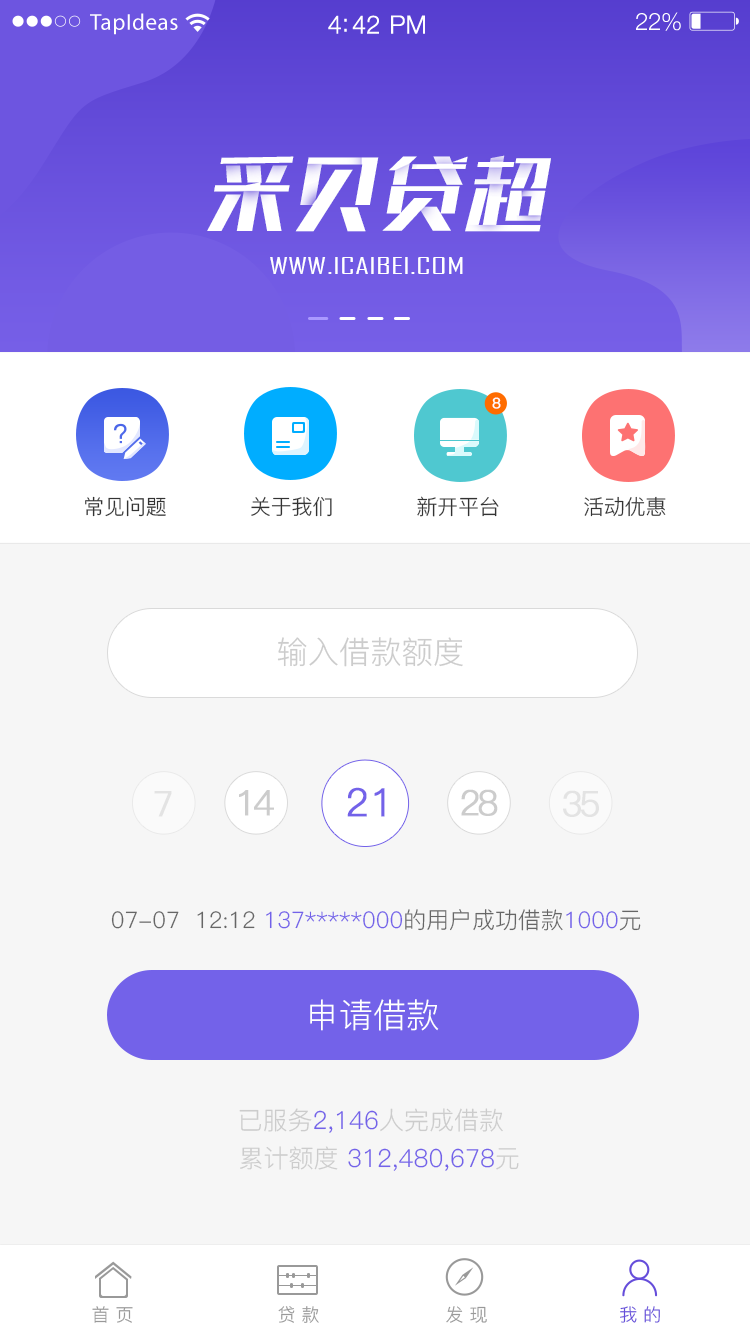 TapIdeas 4:42 PM 22%
采贝贷超
WWW.ICAIBEI.COM
8
常见问题 关于我们 新开平台 活动优惠
输入借款额度
7 14 21 28 35
07-07 12:12 137*****000的用户成功借款1000元
申请借款
已服务2,146人完成借款
累计额度 312,480,678元
首页 贷款 发现 我的